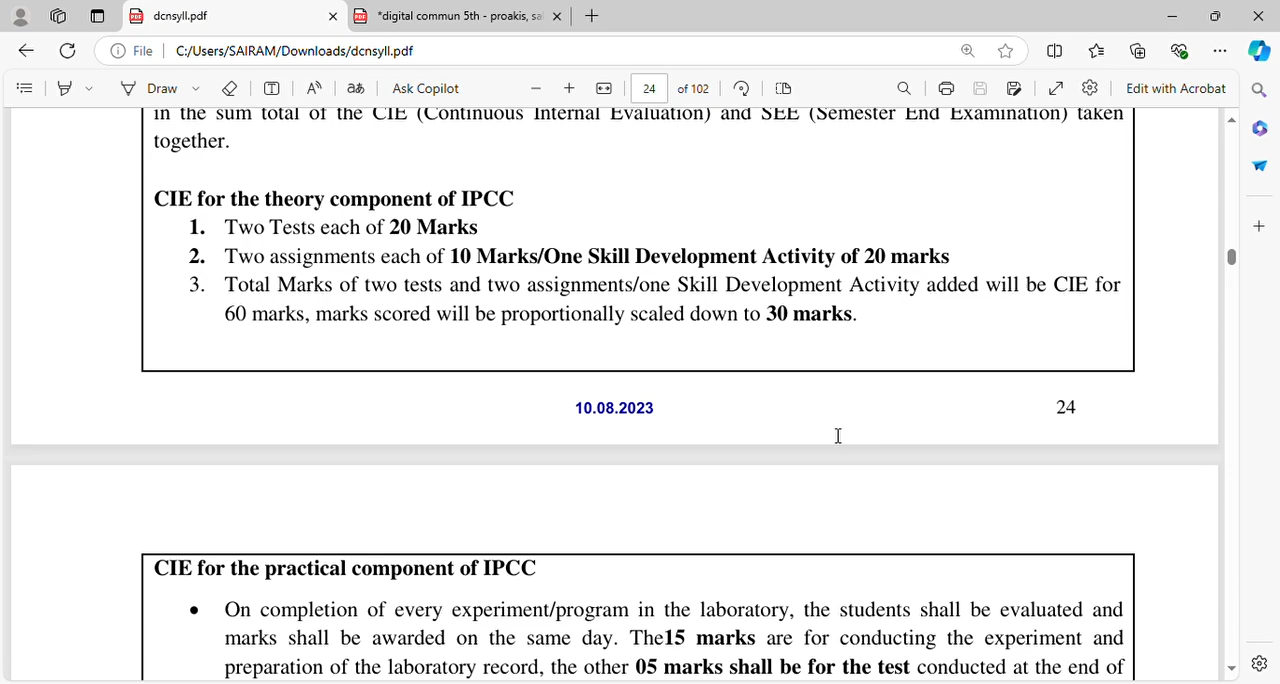 dcnsyll.pdf
*digital commun 5th - proakis, sa
File
C:/Users/SAIRAM/Downloads/dcnsyll.pdf
Draw
Ask Copilot
24
of 102
Edit with Acrobat
in the sum total of the CIE (Continuous Internal Evaluation) and SEE (Semester End Examination) taken
together.
CIE for the theory component of IPCC
1. Two Tests each of 20 Marks
2. Two assignments each of 10 Marks/One Skill Development Activity of 20 marks
3. Total Marks of two tests and two assignments/one Skill Development Activity added will be CIE for
60 marks, marks scored will be proportionally scaled down to 30 marks.
10.08.2023
24
CIE for the practical component of IPCC
• On completion of every experiment/program in the laboratory, the students shall be evaluated and
marks shall be awarded on the same day. The15 marks are for conducting the experiment and
preparation of the laboratory record, the other 05 marks shall be for the test conducted at the end of